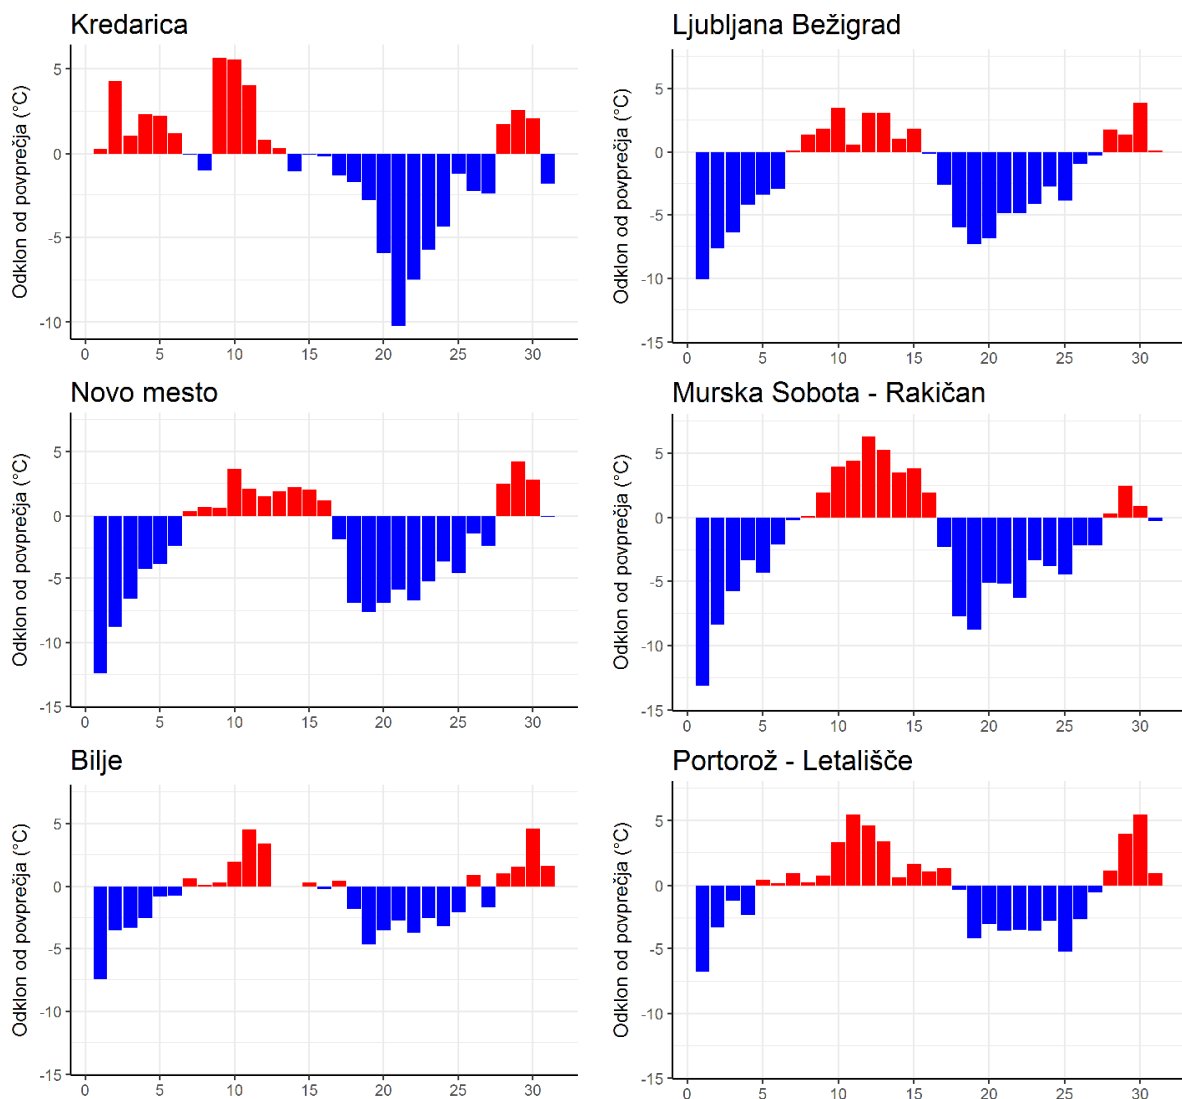 Kredarica
Odklon od povprečja (°C)
5
0
-5
-10
0 5 10 15 20 25 30
Ljubljana Bežigrad
Odklon od povprečja (°C)
5
0
-5
-10
-15
0 5 10 15 20 25 30
Novo mesto
Odklon od povprečja (°C)
5
0
-5
-10
-15
0 5 10 15 20 25 30
Murska Sobota - Rakičan
Odklon od povprečja (°C)
5
0
-5
-10
-15
0 5 10 15 20 25 30
Bilje
Odklon od povprečja (°C)
5
0
-5
-10
-15
0 5 10 15 20 25 30
Portorož - Letališče
Odklon od povprečja (°C)
5
0
-5
-10
-15
0 5 10 15 20 25 30